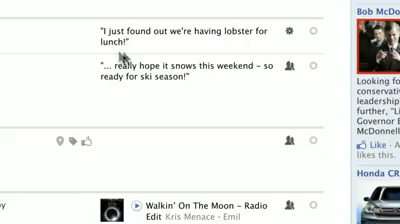 Bob McDo
"I just found out we're having lobster for
lunch!"
"... really hope it snows this weekend – so
ready for ski season!"
Looking fo
conservativ
leadership
further, "Li
Governor B
McDonnell
Like · A
likes this.
Honda CR
by
Walkin' On The Moon – Radio
Edit Kris Menace · Emil